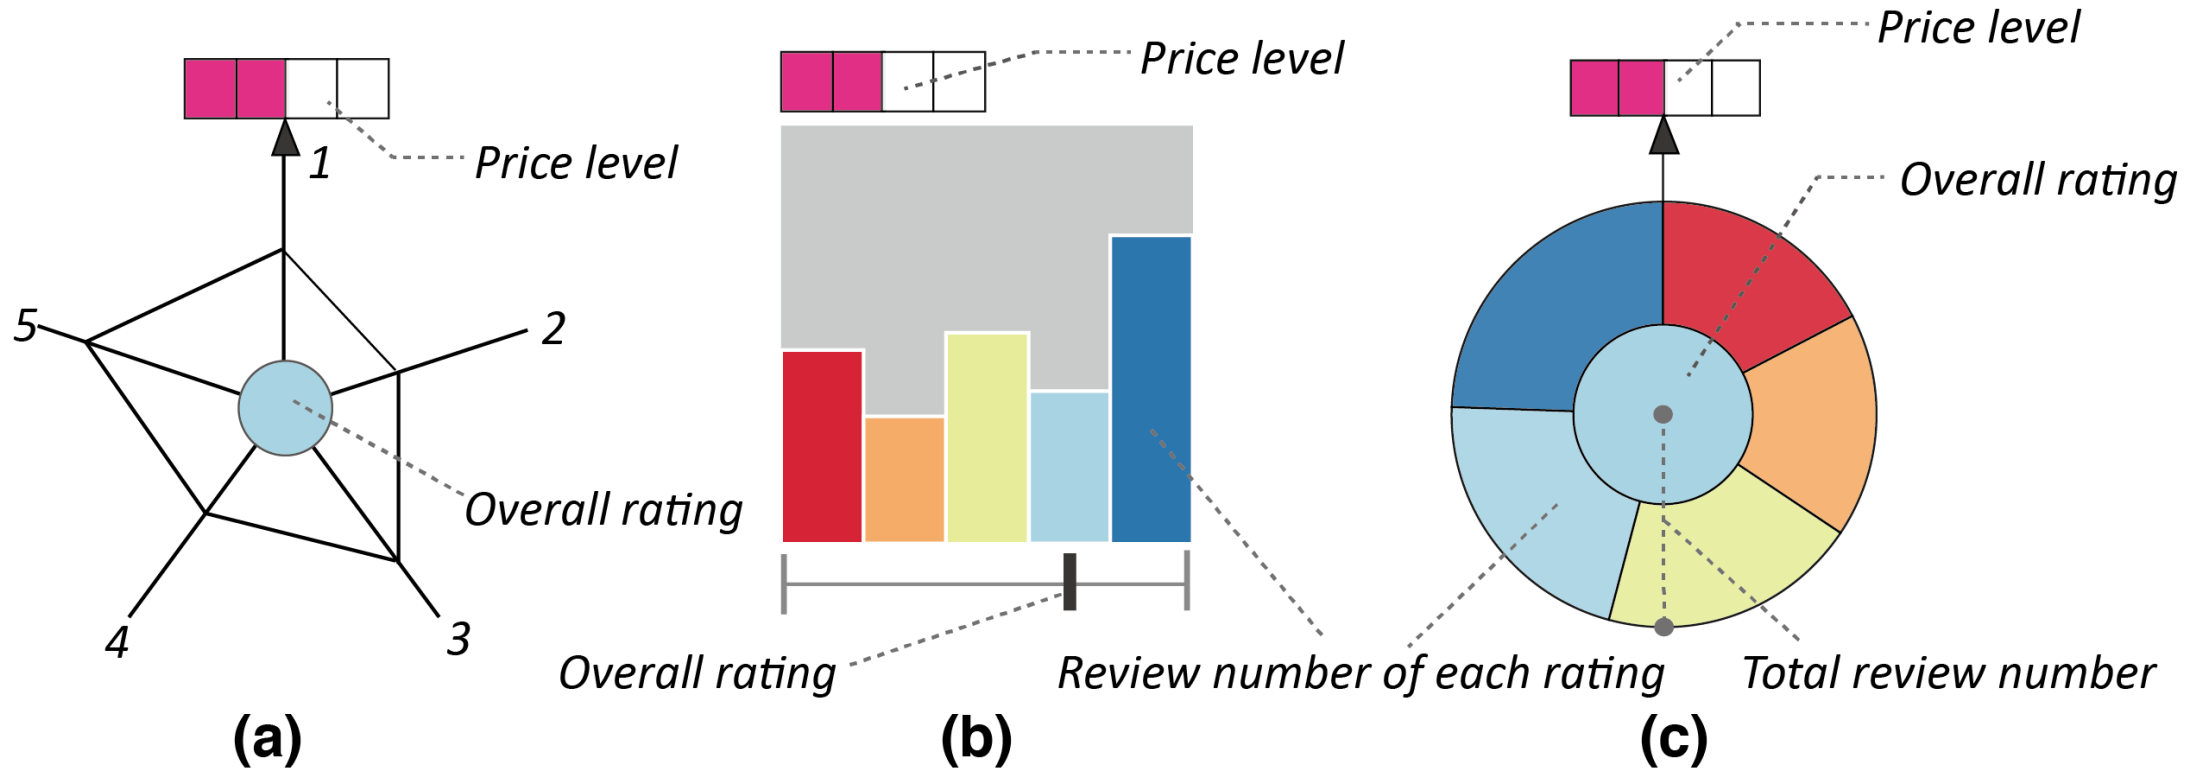 Price level
1
5
2
Overall rating
4
3
(a)
Price level
Overall rating
Review number of each rating
(b)
Price level
Overall rating
Total review number
(c)